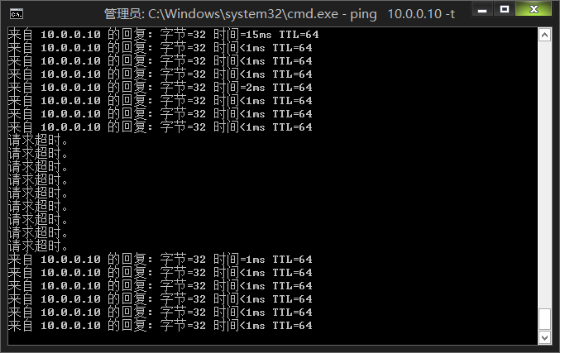 管理员: C:\Windows\system32\cmd.exe - ping 10.0.0.10 -t
来自 10.0.0.10 的回复: 字节=32 时间=15ms TTL=64
来自 10.0.0.10 的回复: 字节=32 时间<1ms TTL=64
来自 10.0.0.10 的回复: 字节=32 时间<1ms TTL=64
来自 10.0.0.10 的回复: 字节=32 时间<1ms TTL=64
来自 10.0.0.10 的回复: 字节=32 时间=2ms TTL=64
来自 10.0.0.10 的回复: 字节=32 时间<1ms TTL=64
来自 10.0.0.10 的回复: 字节=32 时间<1ms TTL=64
来自 10.0.0.10 的回复: 字节=32 时间<1ms TTL=64
请求超时。
请求超时。
请求超时。
请求超时。
请求超时。
请求超时。
请求超时。
请求超时。
请求超时。
来自 10.0.0.10 的回复: 字节=32 时间=1ms TTL=64
来自 10.0.0.10 的回复: 字节=32 时间<1ms TTL=64
来自 10.0.0.10 的回复: 字节=32 时间<1ms TTL=64
来自 10.0.0.10 的回复: 字节=32 时间<1ms TTL=64
来自 10.0.0.10 的回复: 字节=32 时间<1ms TTL=64
来自 10.0.0.10 的回复: 字节=32 时间<1ms TTL=64